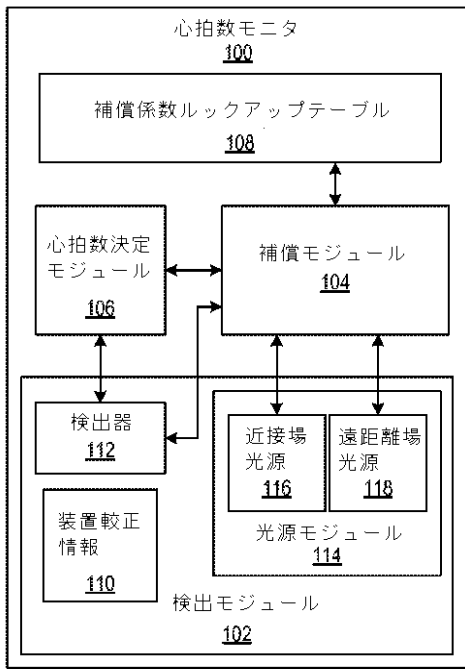 心拍数モニタ
100
補償係数ルックアップテーブル
108
心拍数決定
モジュール
106
補償モジュール
104
検出器
112
近接場
光源
116
遠距離場
光源
118
光源モジュール
114
装置較正
情報
110
検出モジュール
102